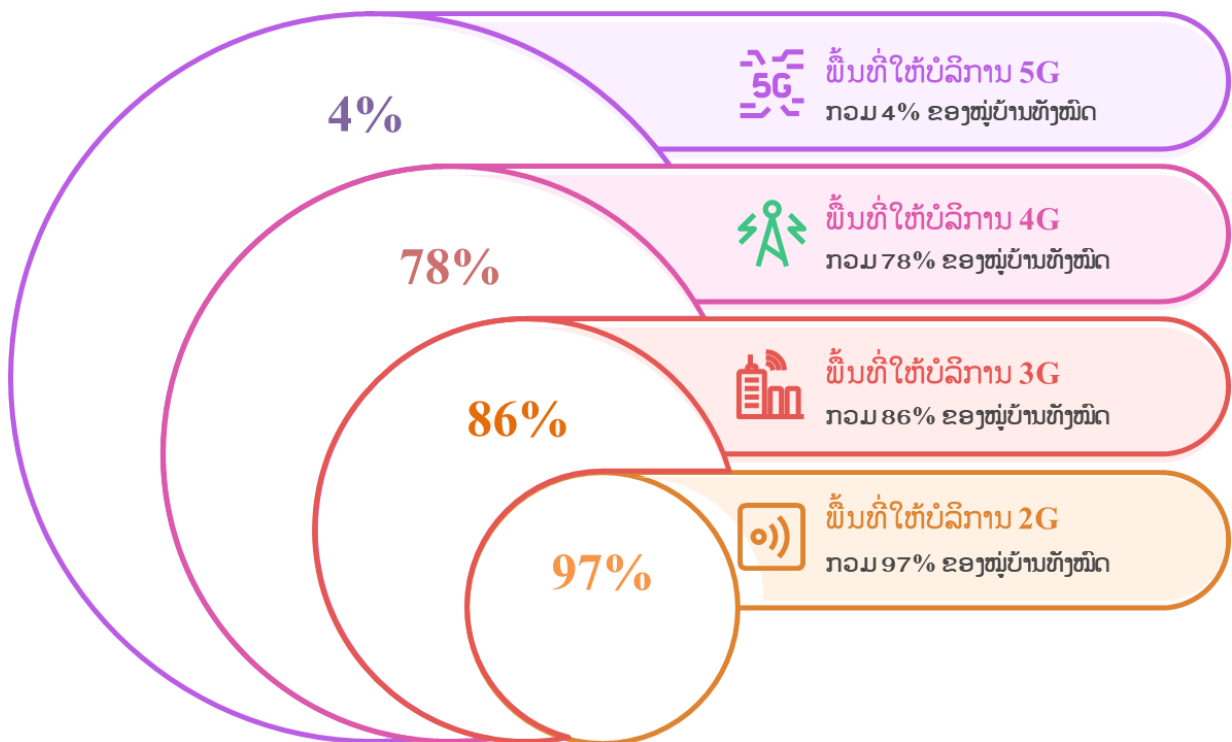 4%
5G
ພື້ນທີ່ໃຫ້ບໍລິການ 5G
ກວມ 4% ຂອງໝູ່ບ້ານທັງໝົດ
78%
ພື້ນທີ່ໃຫ້ບໍລິການ 4G
ກວມ 78% ຂອງໝູ່ບ້ານທັງໝົດ
86%
ພື້ນທີ່ໃຫ້ບໍລິການ 3G
ກວມ 86% ຂອງໝູ່ບ້ານທັງໝົດ
97%
ພື້ນທີ່ໃຫ້ບໍລິການ 2G
ກວມ 97% ຂອງໝູ່ບ້ານທັງໝົດ